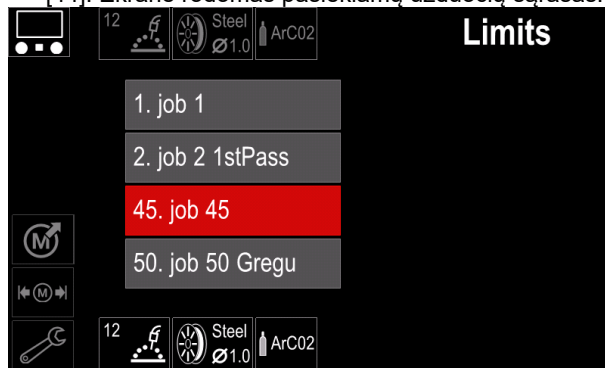 12
Steel
Ø1.0
ArC02
Limits
1. job 1
2. job 2 1stPass
45. job 45
50. job 50 Gregu
M
M
12
Steel
Ø1.0
ArC02